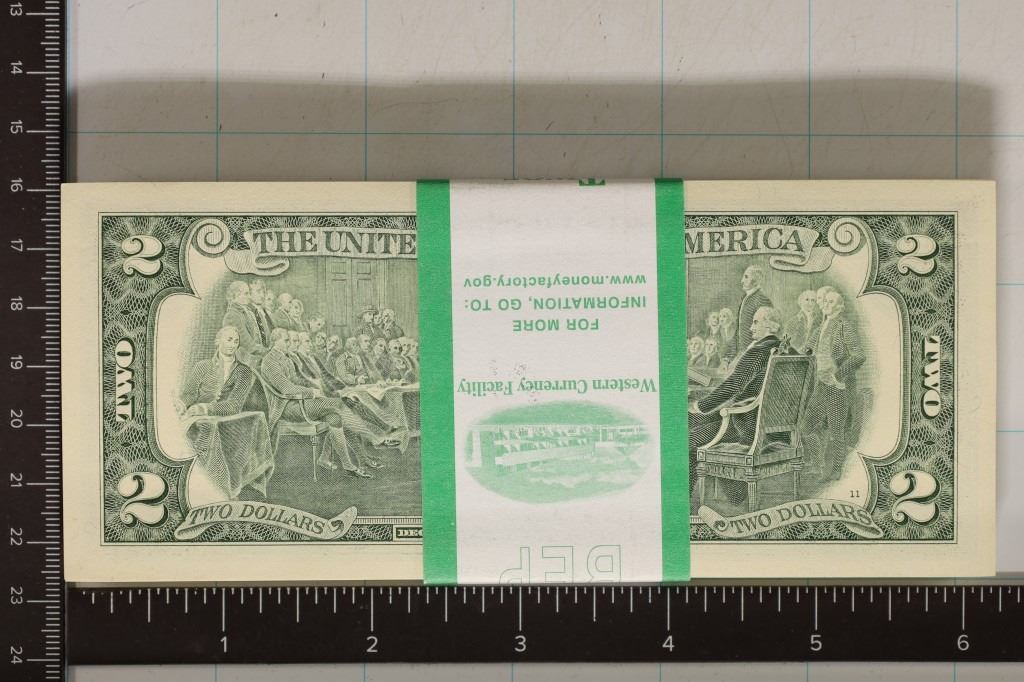 13
14
15
16
17
18
19
20
21
22
23
24
2 THE UNITE MERICA 2
TWO TWO
2 TWO DOLLARS TWO DOLLARS 2
11
www.moneyfactory.gov
INFORMATION, GO TO:
FOR MORE
Western Currency Facility
BEP
1 2 3 4 5 6